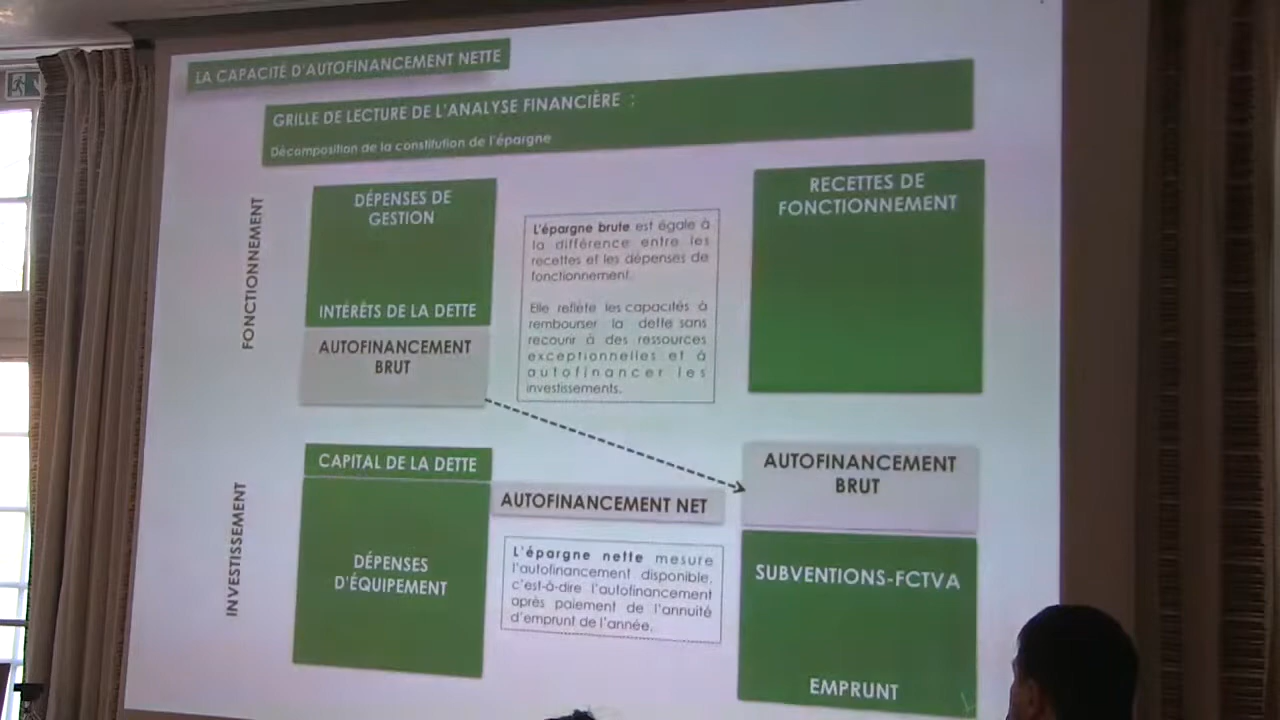 LA CAPACITÉ D'AUTOFINANCEMENT NETTE
GRILLE DE LECTURE DE L'ANALYSE FINANCIÈRE :
Décomposition de la constitution de l'épargne
FONCTIONNEMENT
DÉPENSES DE
GESTION
INTÉRÊTS DE LA DETTE
AUTOFINANCEMENT
BRUT
L'épargne brute est égale à
la différence entre les
recettes et les dépenses de
fonctionnement.
Elle reflète les capacités à
rembourser la dette sans
recourir à des ressources
exceptionnelles et à
autofinancer les
investissements.
RECETTES DE
FONCTIONNEMENT
INVESTISSEMENT
CAPITAL DE LA DETTE
DÉPENSES
D'ÉQUIPEMENT
AUTOFINANCEMENT NET
L'épargne nette mesure
l'autofinancement disponible,
c'est-à-dire l'autofinancement
après paiement de l'annuité
d'emprunt de l'année.
AUTOFINANCEMENT
BRUT
SUBVENTIONS-FCTVA
EMPRUNT